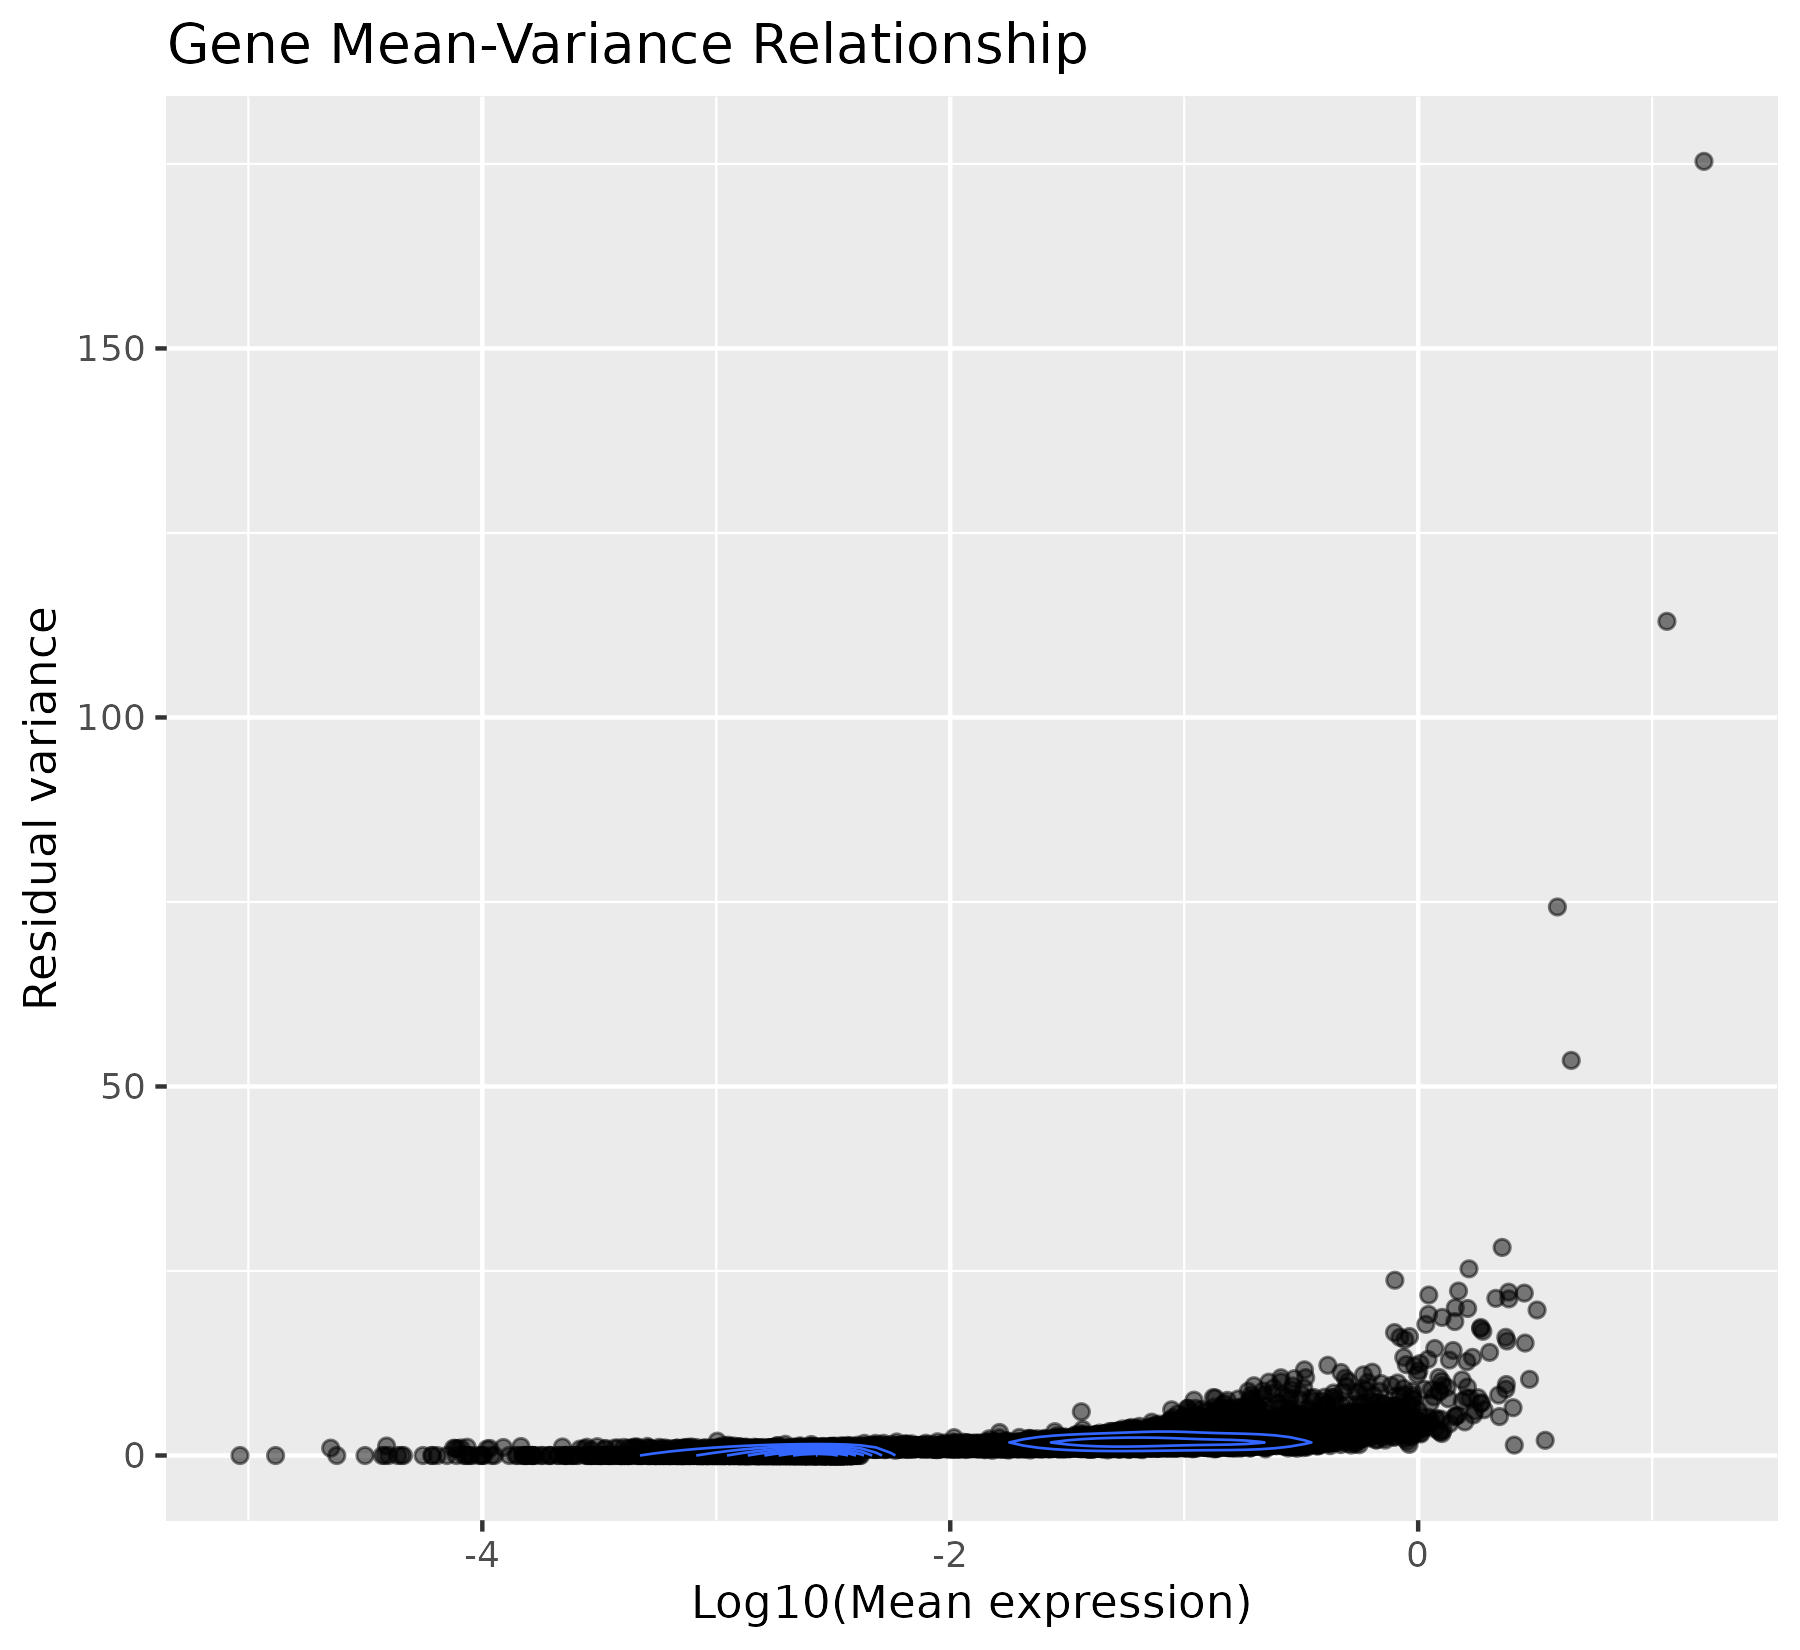 Gene Mean-Variance Relationship
Residual variance
150
100
50
0
-4
-2
0
Log10(Mean expression)